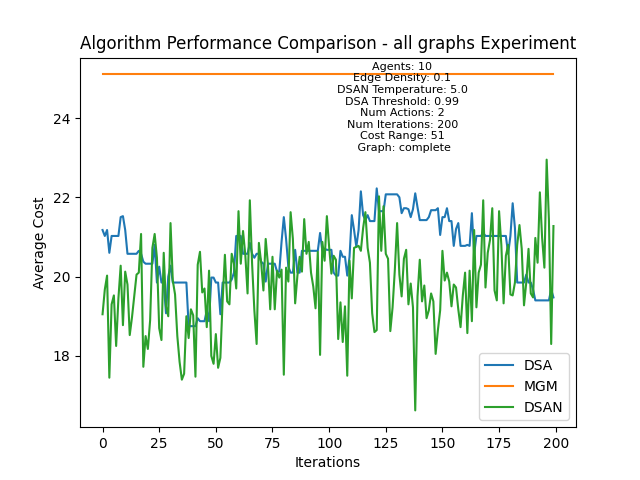 Algorithm Performance Comparison - all graphs Experiment
Agents: 10
Edge Density: 0.1
DSAN Temperature: 5.0
DSA Threshold: 0.99
Num Actions: 2
Num Iterations: 200
Cost Range: 51
Graph: complete
Average Cost
24
22
20
18
0
25
50
75
100
125
150
175
200
Iterations
DSA
MGM
DSAN